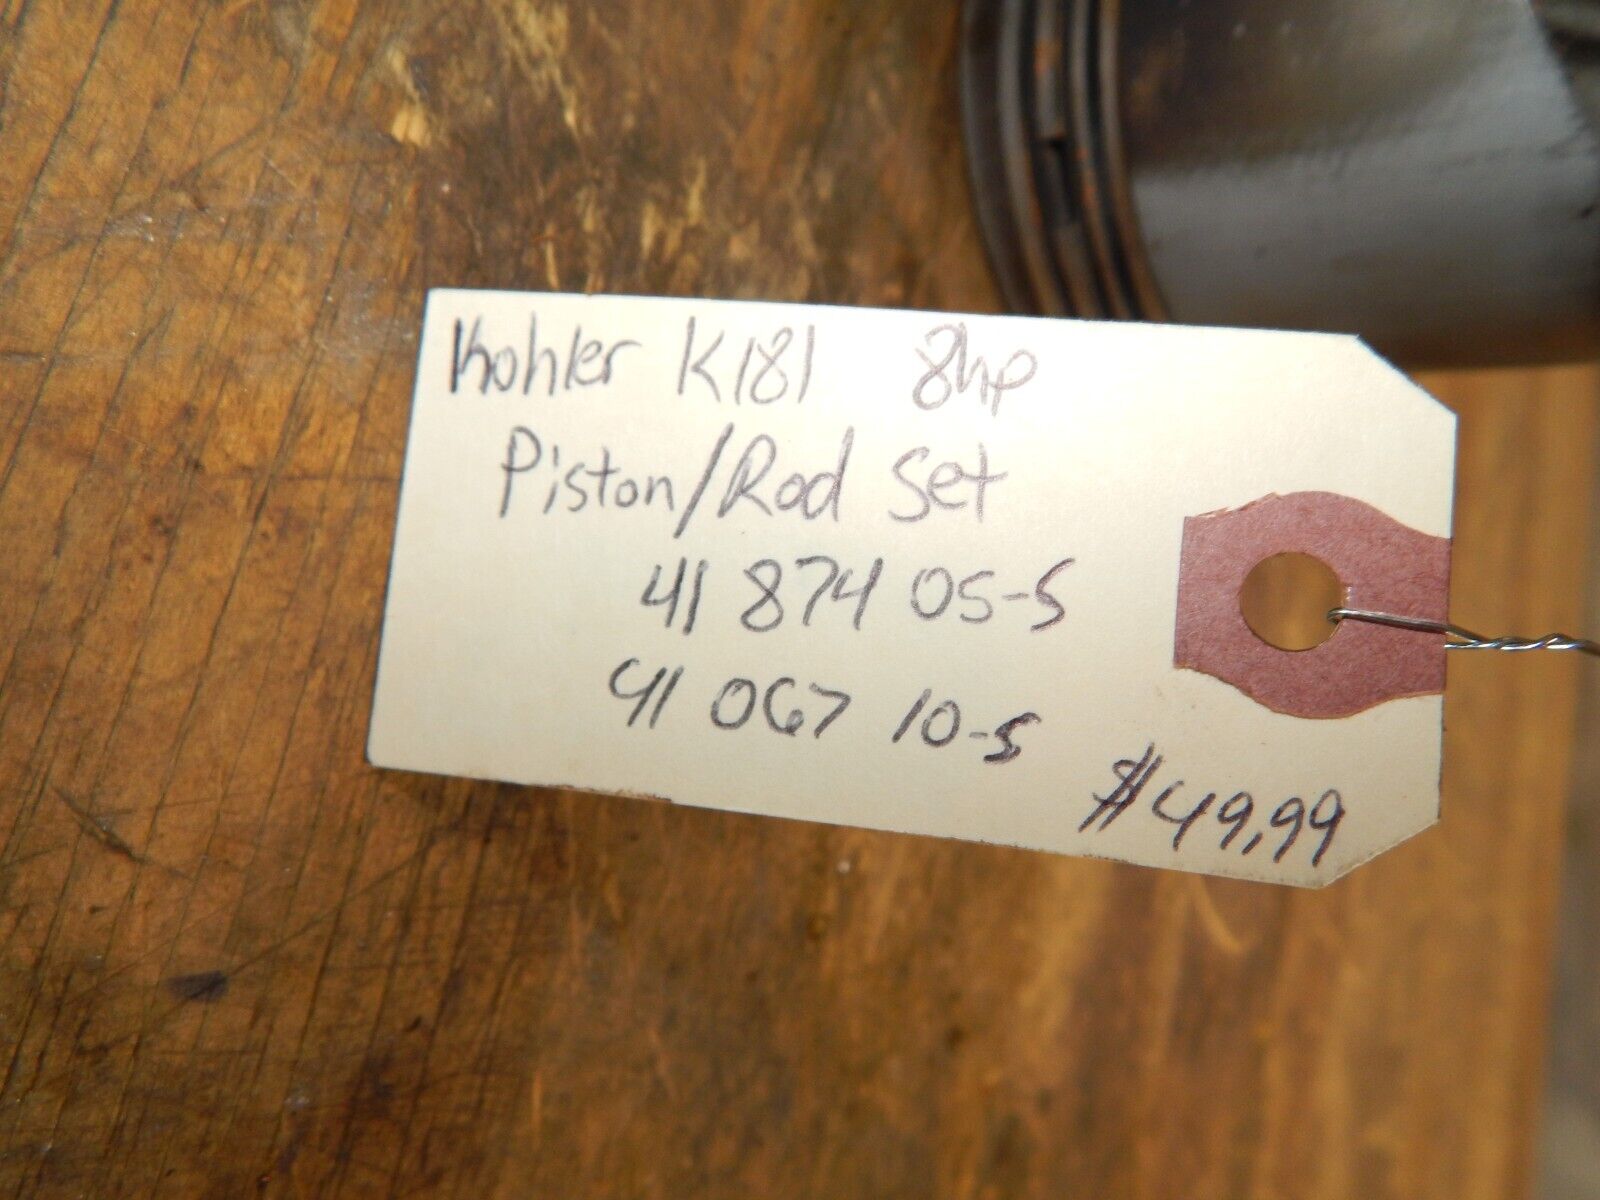 Kohler K181 8hp
Piston/Rod Set
41 874 05-S
41 067 10-S
$49.99